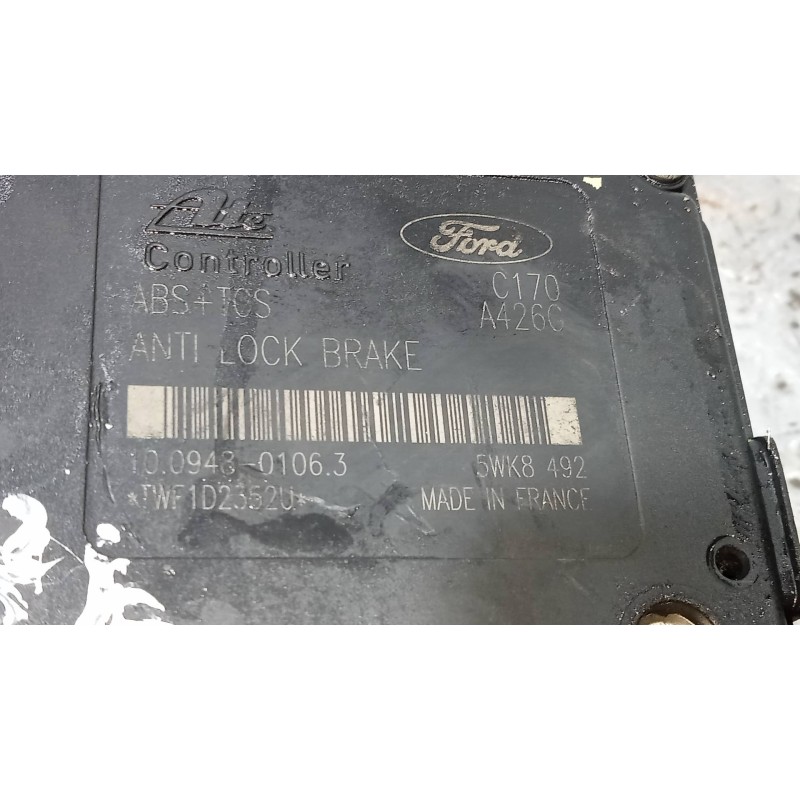 Ate
Ford
Controller
C170
ABS+TCS
A426C
ANTI LOCK BRAKE
10.0948-0106.3
5WK8 492
*TWF1D2352U*
MADE IN FRANCE